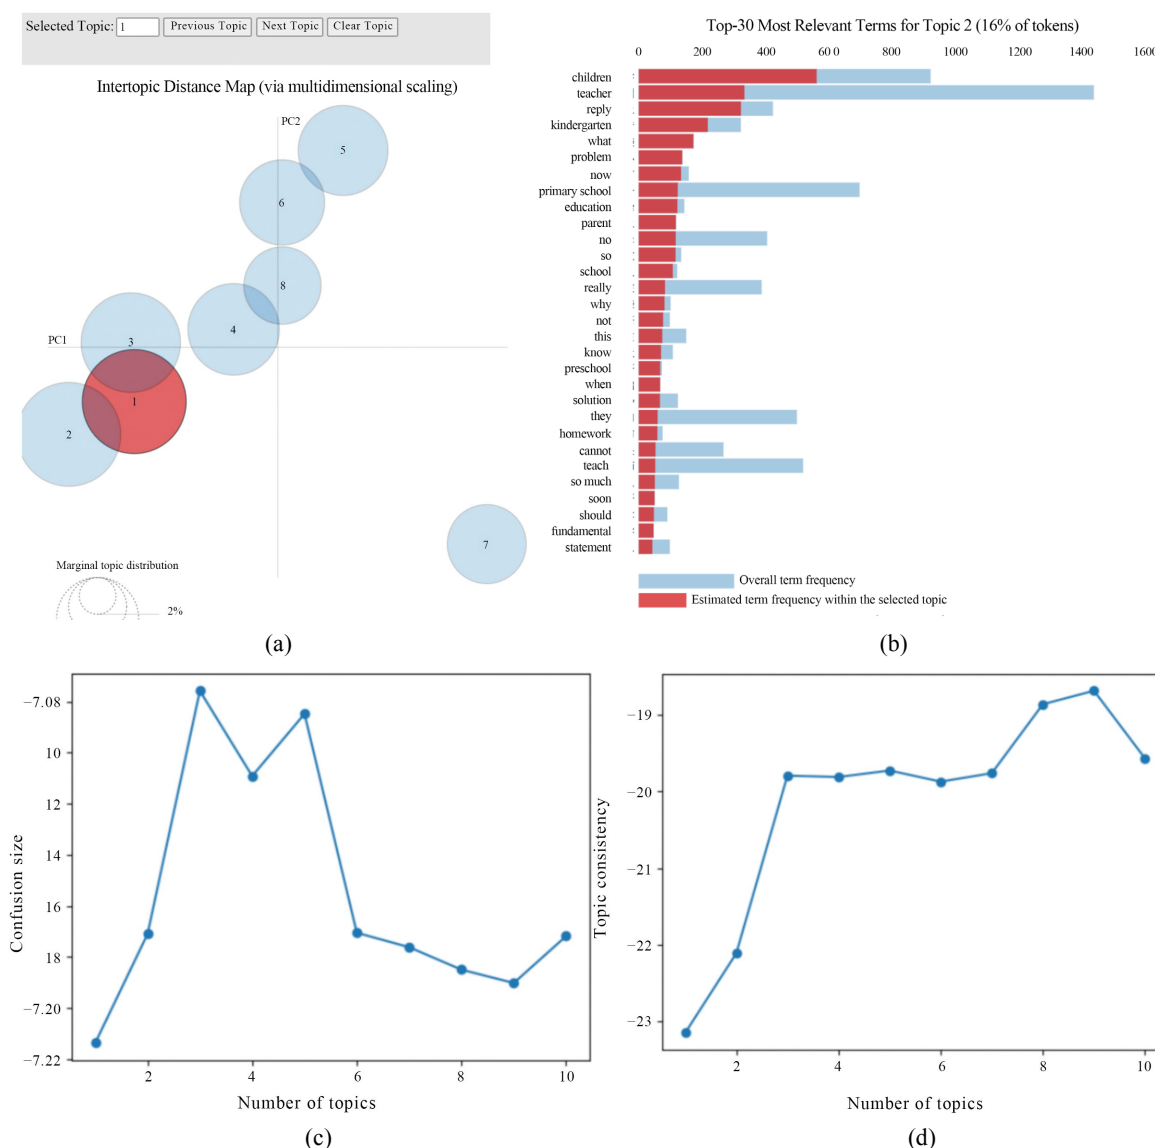 Selected Topic: 1 Previous Topic Next Topic Clear Topic
Intertopic Distance Map (via multidimensional scaling)
PC2
5
6
8
4
PC1
3
1
2
7
Marginal topic distribution
2%
(a)
Top-30 Most Relevant Terms for Topic 2 (16% of tokens)
0 200 400 600 800 1000 1200 1400 1600
children
teacher
reply
kindergarten
what
problem
now
primary school
education
parent
no
so
school
really
why
not
this
know
preschool
when
solution
they
homework
cannot
teach
so much
soon
should
fundamental
statement
Overall term frequency
Estimated term frequency within the selected topic
(b)
Confusion size
−7.08
10
12
14
16
18
−7.20
−7.22
2 4 6 8 10
Number of topics
(c)
Topic consistency
−19
−20
−21
−22
−23
2 4 6 8 10
Number of topics
(d)